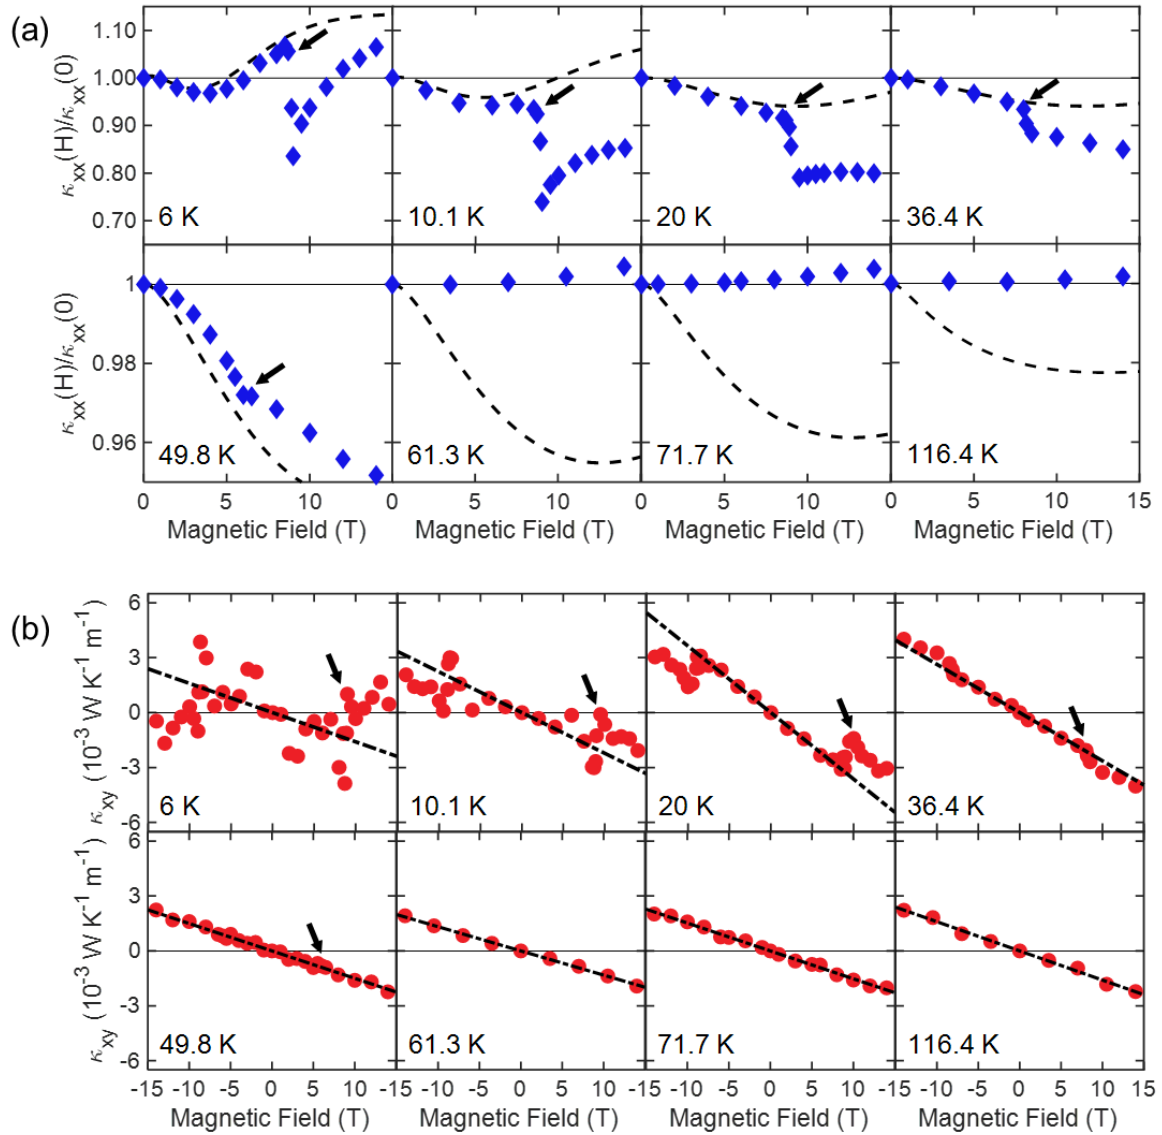 (a)
κxx(H)/κxx(0)
1.10
1.00
0.90
0.80
0.70
6 K
10.1 K
20 K
36.4 K
κxx(H)/κxx(0)
1
0.98
0.96
49.8 K
61.3 K
71.7 K
116.4 K
0 5 10 0 5 10 0 5 10 0 5 10 15
Magnetic Field (T) Magnetic Field (T) Magnetic Field (T) Magnetic Field (T)
(b)
κxy (10⁻³ W K⁻¹ m⁻¹)
6
3
0
-3
-6
6 K
10.1 K
20 K
36.4 K
κxy (10⁻³ W K⁻¹ m⁻¹)
6
3
0
-3
-6
49.8 K
61.3 K
71.7 K
116.4 K
-15 -10 -5 0 5 10 -15 -10 -5 0 5 10 -15 -10 -5 0 5 10 -15 -10 -5 0 5 10 15
Magnetic Field (T) Magnetic Field (T) Magnetic Field (T) Magnetic Field (T)